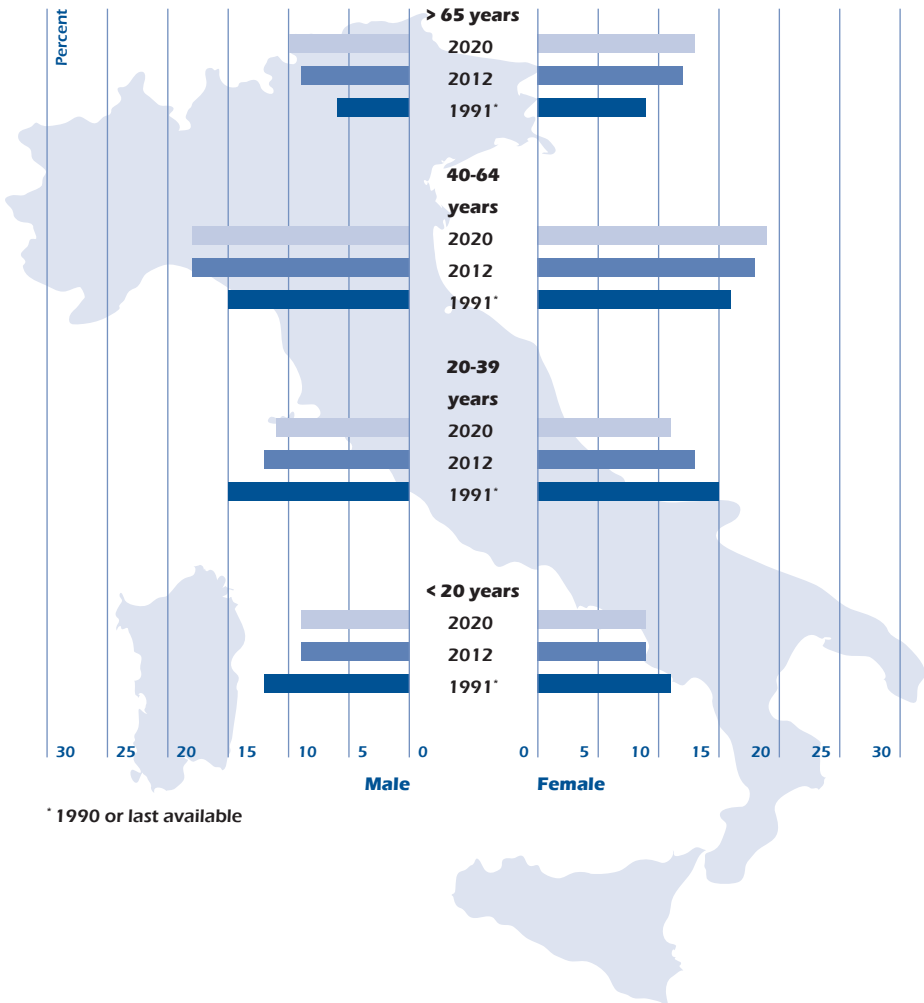 Percent
> 65 years
2020
2012
1991*
40-64
years
2020
2012
1991*
20-39
years
2020
2012
1991*
< 20 years
2020
2012
1991*
30 25 20 15 10 5 0 0 5 10 15 20 25 30
Male Female
* 1990 or last available